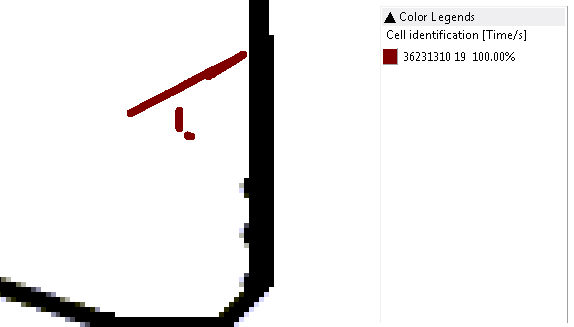 Color Legends
Cell identification [Time/s]
36231310 19 100.00%